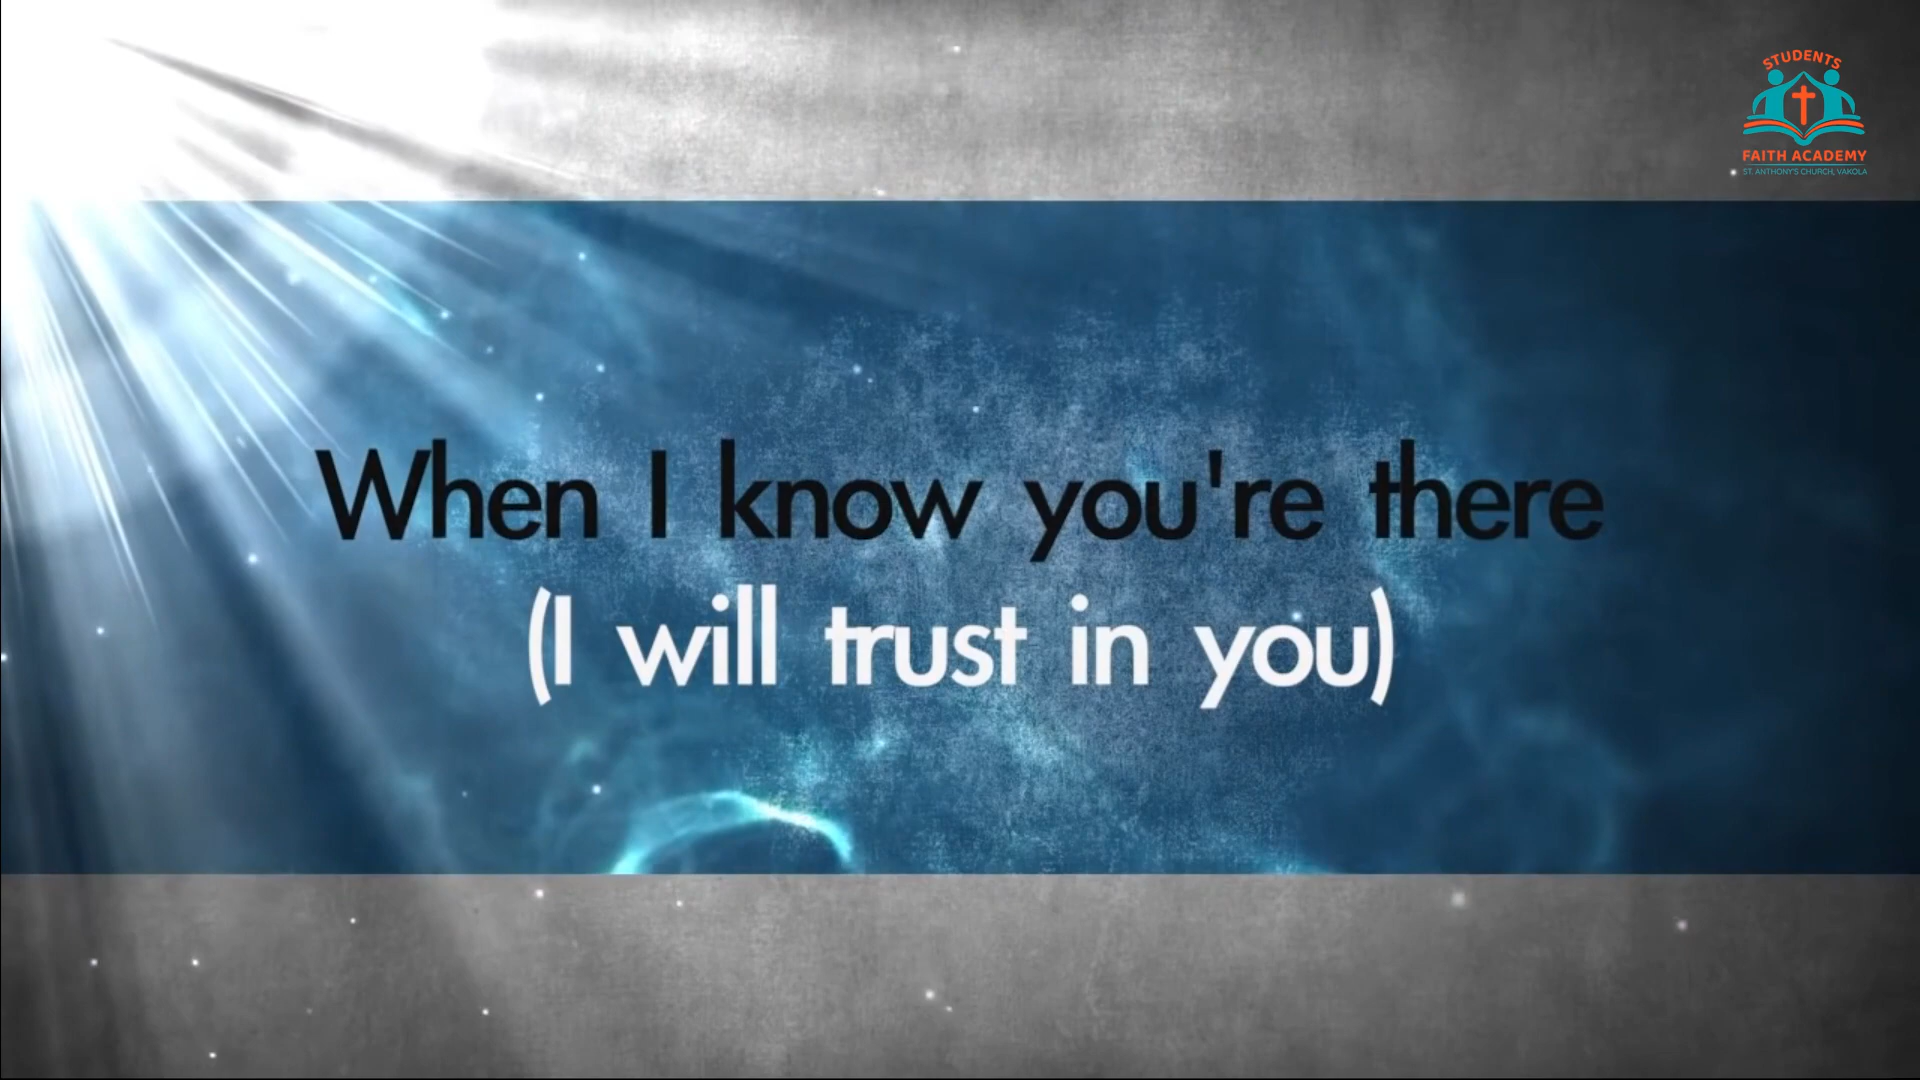 STUDENTS
FAITH ACADEMY
ST. ANTHONY'S CHURCH, VAKOLA
When I know you're there
(I will trust in you)